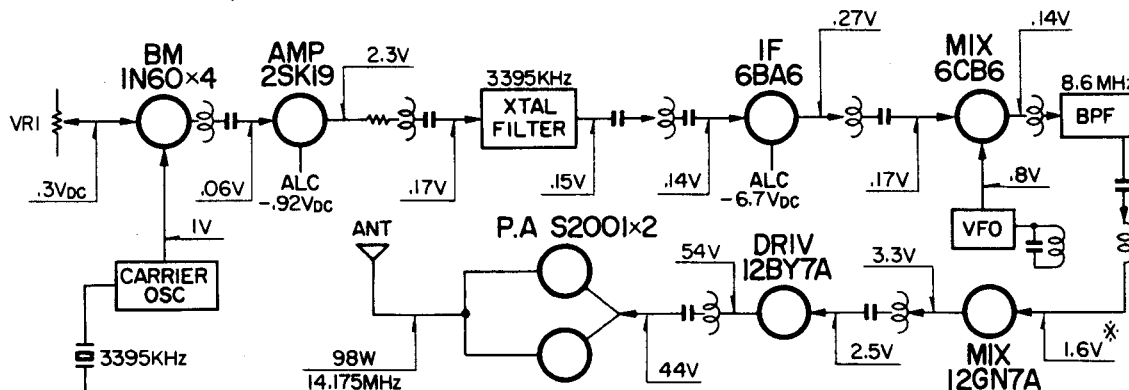 BM
1N60×4
AMP
2SK19
2.3V
3395KHz
XTAL
FILTER
IF
6BA6
.27V
MIX
6CB6
.14V
8.6MHz
BPF
VR1
.3VDC
.06V
ALC
-.92VDC
.17V
.15V
.14V
ALC
-6.7VDC
.17V
.8V
VFO
1V
CARRIER
OSC
3395KHz
ANT
P.A S2001×2
54V
DRIV
12BY7A
3.3V
98W
14.175MHz
44V
2.5V
MIX
12GN7A
1.6V ※